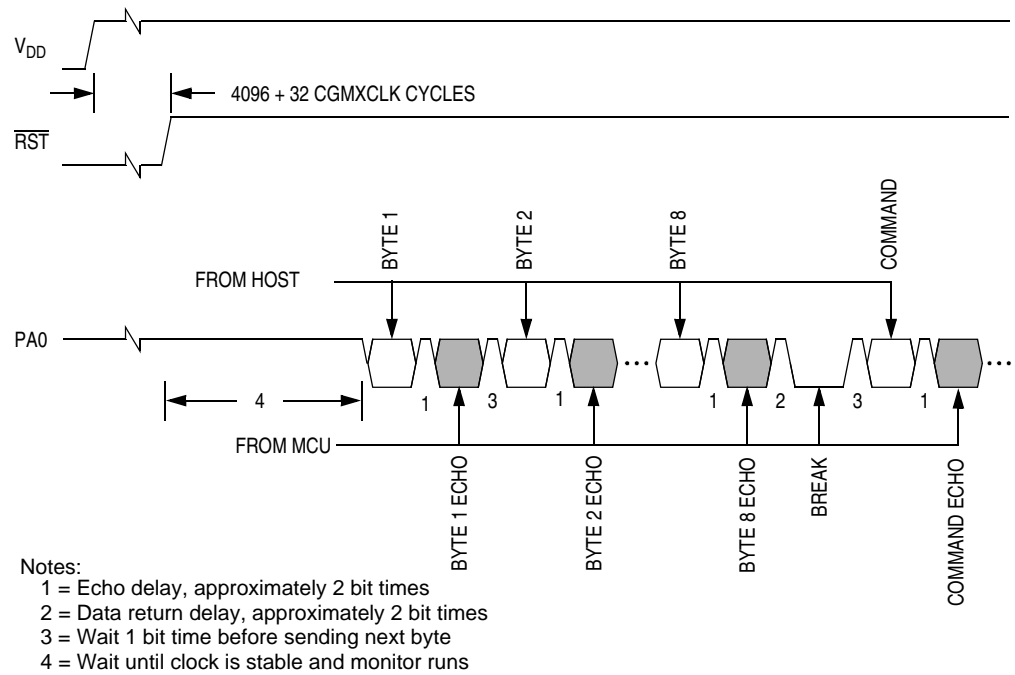 VDD
4096 + 32 CGMXCLK CYCLES
RST
BYTE 1
BYTE 2
BYTE 8
COMMAND
FROM HOST
PA0
...
...
1
3
1
1
2
3
1
4
FROM MCU
BYTE 1 ECHO
BYTE 2 ECHO
BYTE 8 ECHO
BREAK
COMMAND ECHO
Notes:
1 = Echo delay, approximately 2 bit times
2 = Data return delay, approximately 2 bit times
3 = Wait 1 bit time before sending next byte
4 = Wait until clock is stable and monitor runs